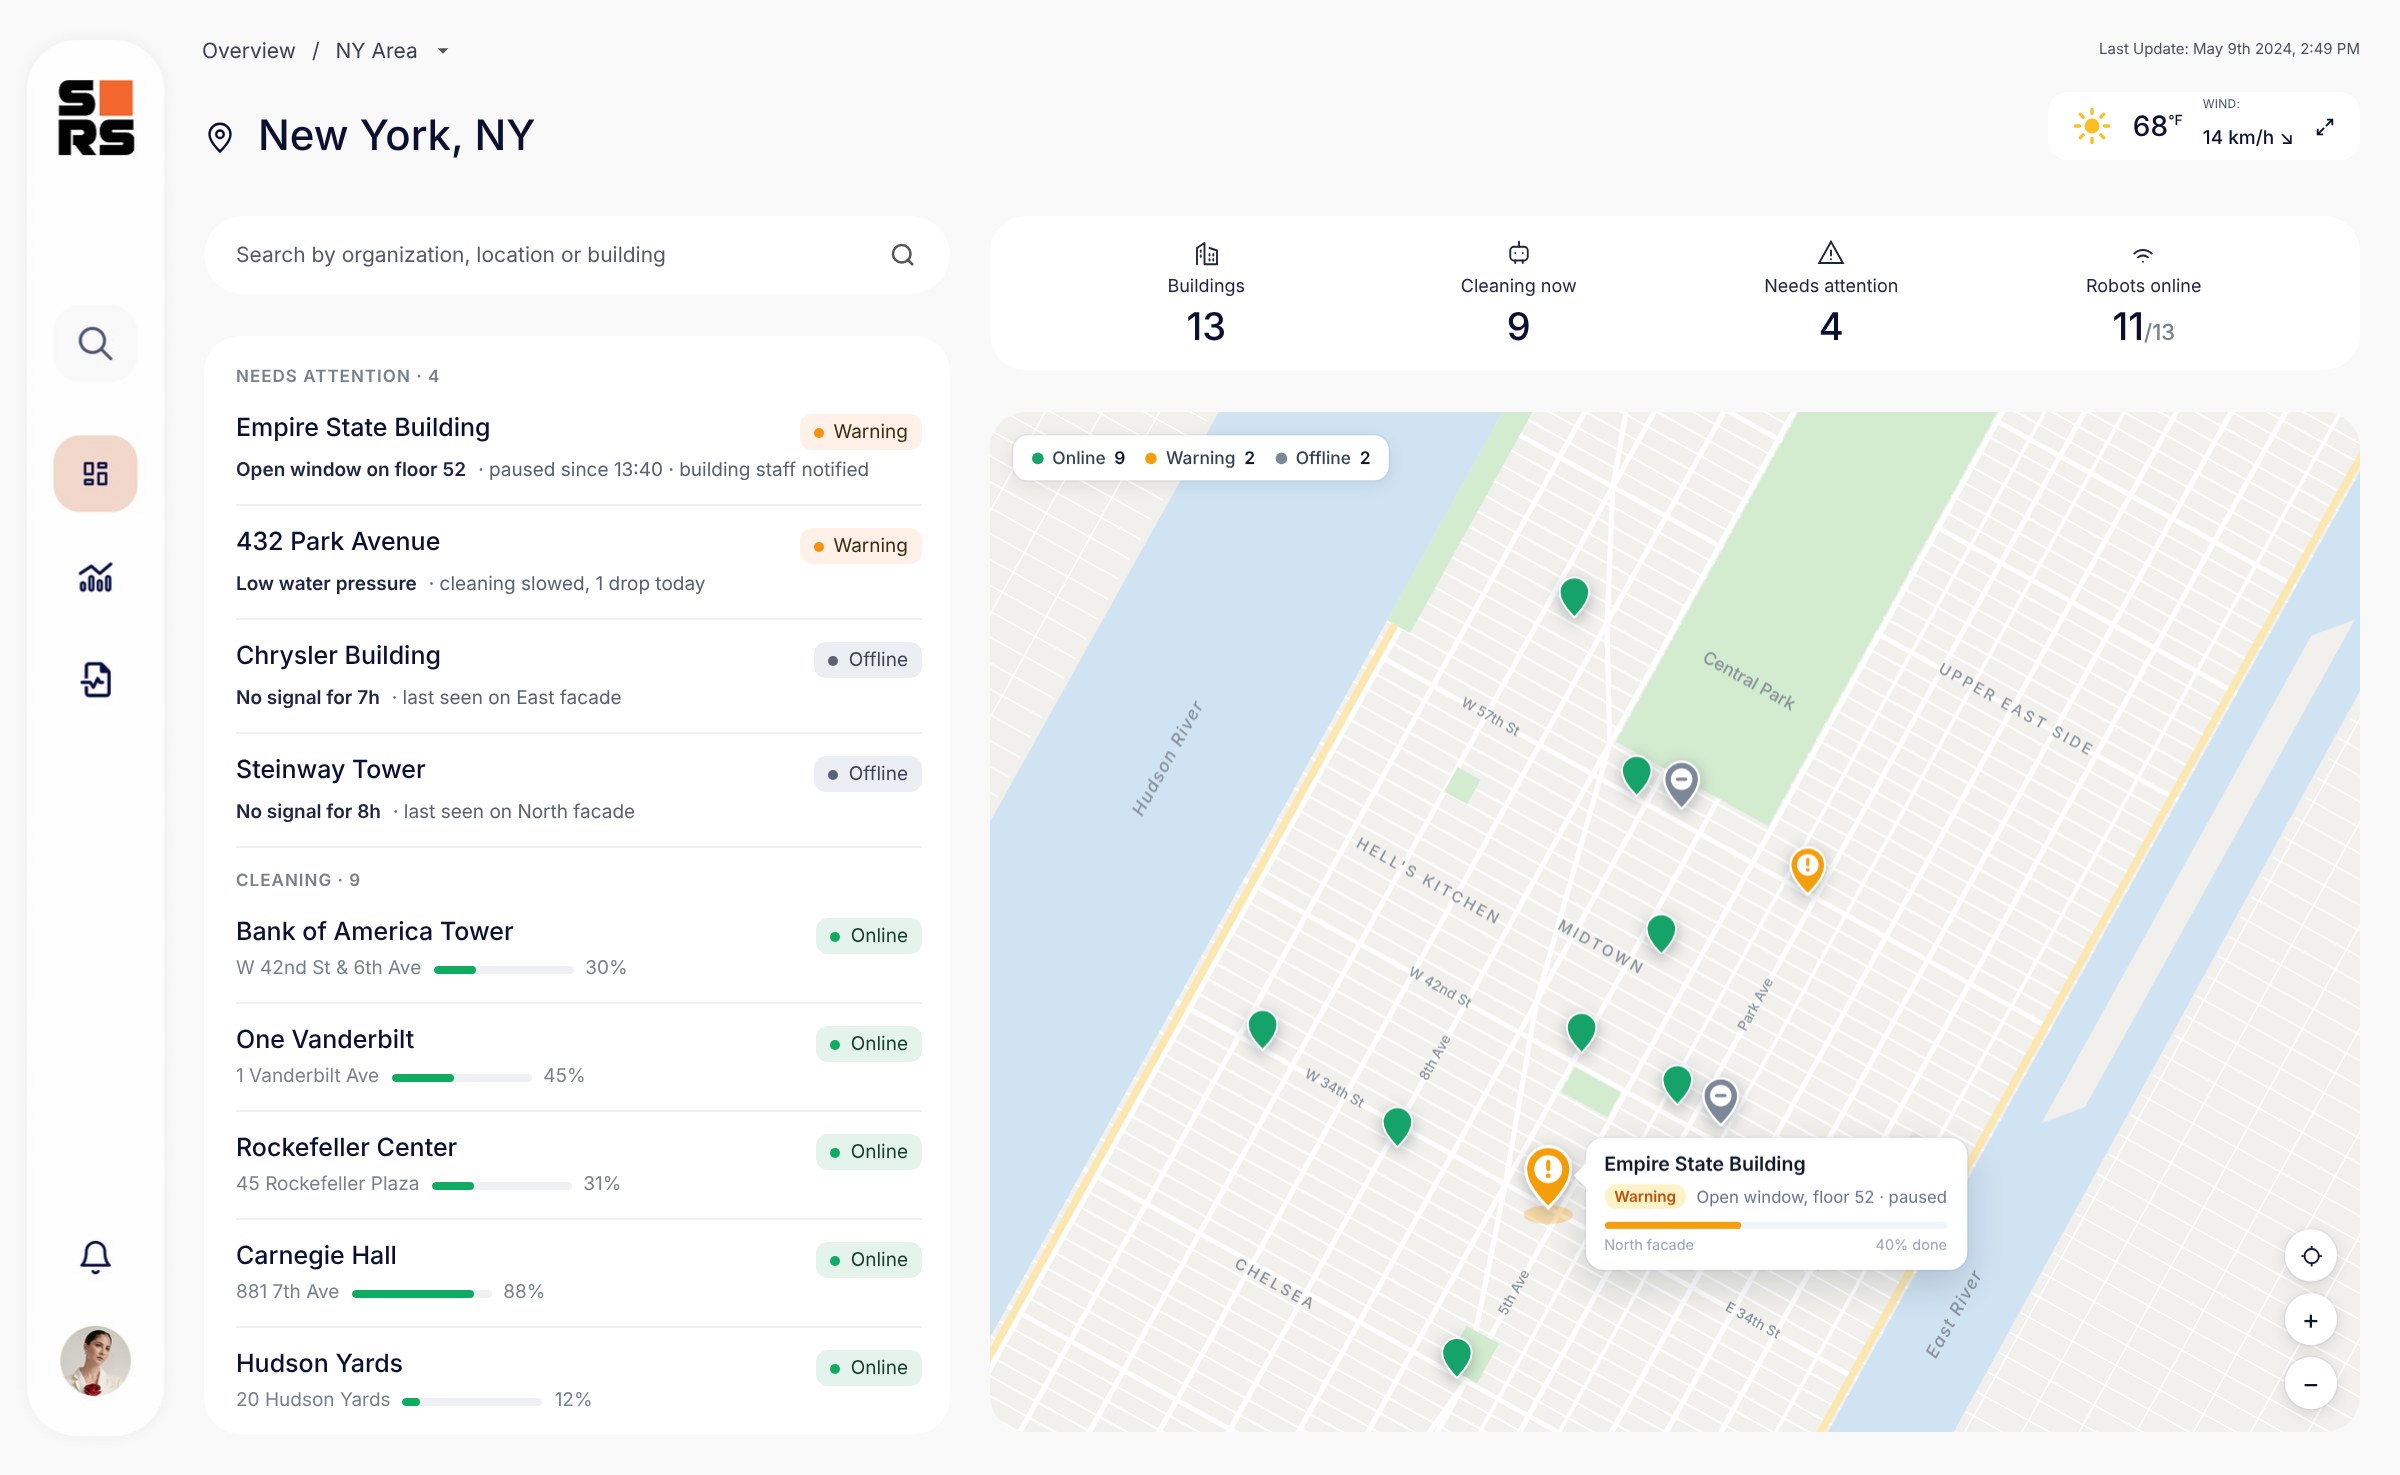 SRS
Overview / NY Area
Last Update: May 9th 2024, 2:49 PM
New York, NY
68°F
WIND:
14 km/h ↘
Search by organization, location or building
Buildings
13
Cleaning now
9
Needs attention
4
Robots online
11/13
NEEDS ATTENTION · 4
Empire State Building
Warning
Open window on floor 52 · paused since 13:40 · building staff notified
432 Park Avenue
Warning
Low water pressure · cleaning slowed, 1 drop today
Chrysler Building
Offline
No signal for 7h · last seen on East facade
Steinway Tower
Offline
No signal for 8h · last seen on North facade
CLEANING · 9
Bank of America Tower
Online
W 42nd St & 6th Ave 30%
One Vanderbilt
Online
1 Vanderbilt Ave 45%
Rockefeller Center
Online
45 Rockefeller Plaza 31%
Carnegie Hall
Online
881 7th Ave 88%
Hudson Yards
Online
20 Hudson Yards 12%
Online 9 Warning 2 Offline 2
Central Park
UPPER EAST SIDE
W 57th St
Hudson River
HELL'S KITCHEN
MIDTOWN
W 42nd St
Park Ave
8th Ave
W 34th St
Empire State Building
Warning Open window, floor 52 · paused
North facade 40% done
CHELSEA
5th Ave
E 34th St
East River
+
−